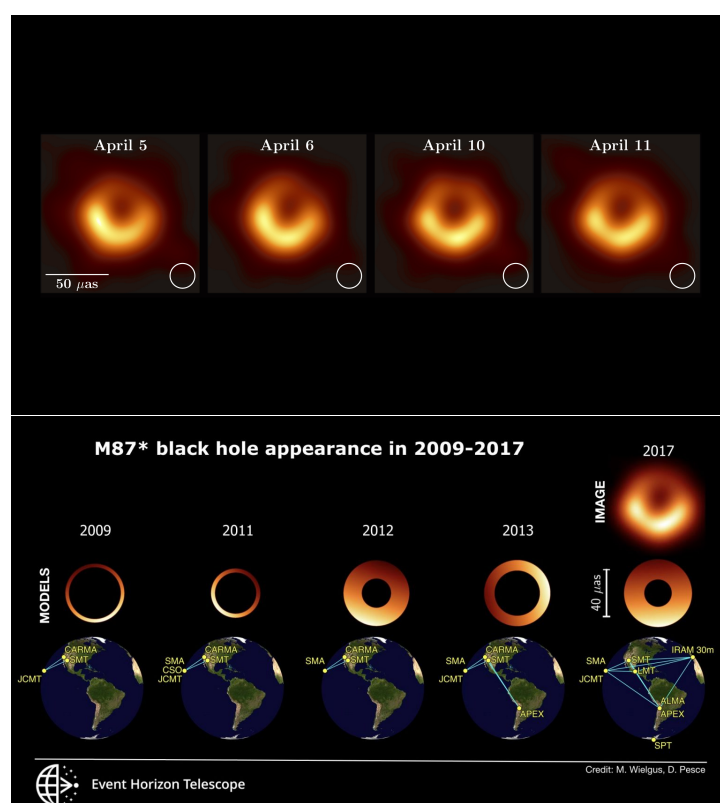 April 5
April 6
April 10
April 11
50 μas
M87* black hole appearance in 2009-2017
2017
IMAGE
2009
2011
2012
2013
MODELS
40 μas
CARMA
SMT
JCMT
CARMA
SMA
SMT
CSO
JCMT
CARMA
SMA
SMT
CARMA
SMT
JCMT
APEX
IRAM 30m
SMA
SMT
JCMT
LMT
ALMA
APEX
SPT
Event Horizon Telescope
Credit: M. Wielgus, D. Pesce